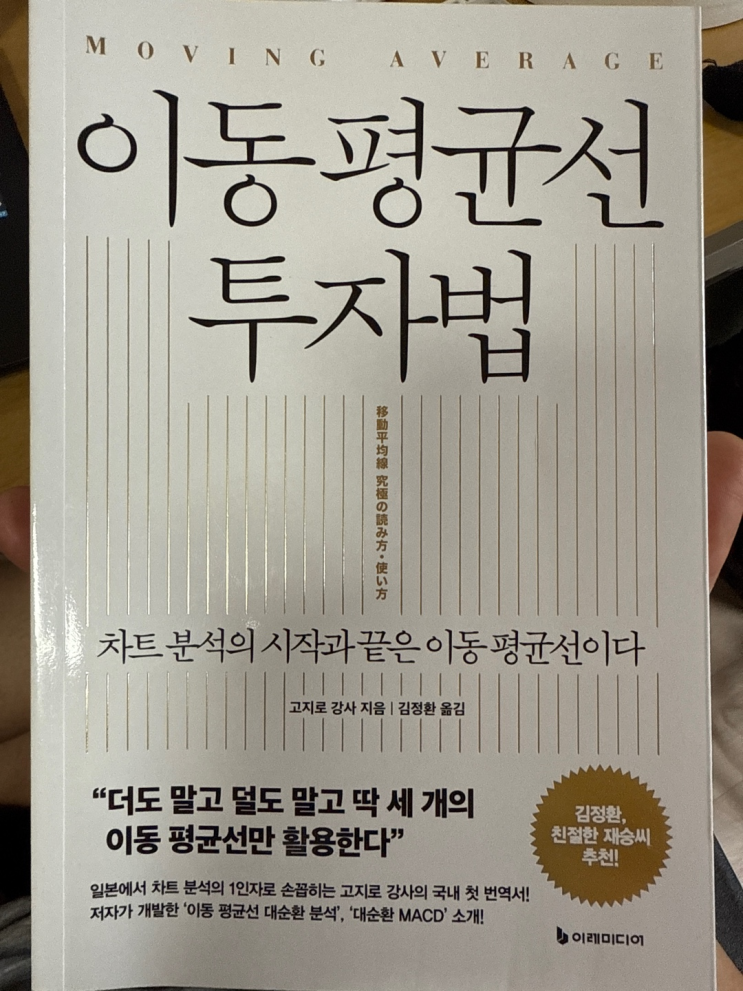 MOVING AVERAGE
이동 평균선
투자법
移動平均線 究極の読み方・使い方
차트 분석의 시작과 끝은 이동 평균선이다
고지로 강사 지음 | 김정환 옮김
“더도 말고 덜도 말고 딱 세 개의
이동 평균선만 활용한다”
김정환,
친절한 재승씨
추천!
일본에서 차트 분석의 1인자로 손꼽히는 고지로 강사의 국내 첫 번역서!
저자가 개발한 ‘이동 평균선 대순환 분석’, ‘대순환 MACD’ 소개!
이레미디어